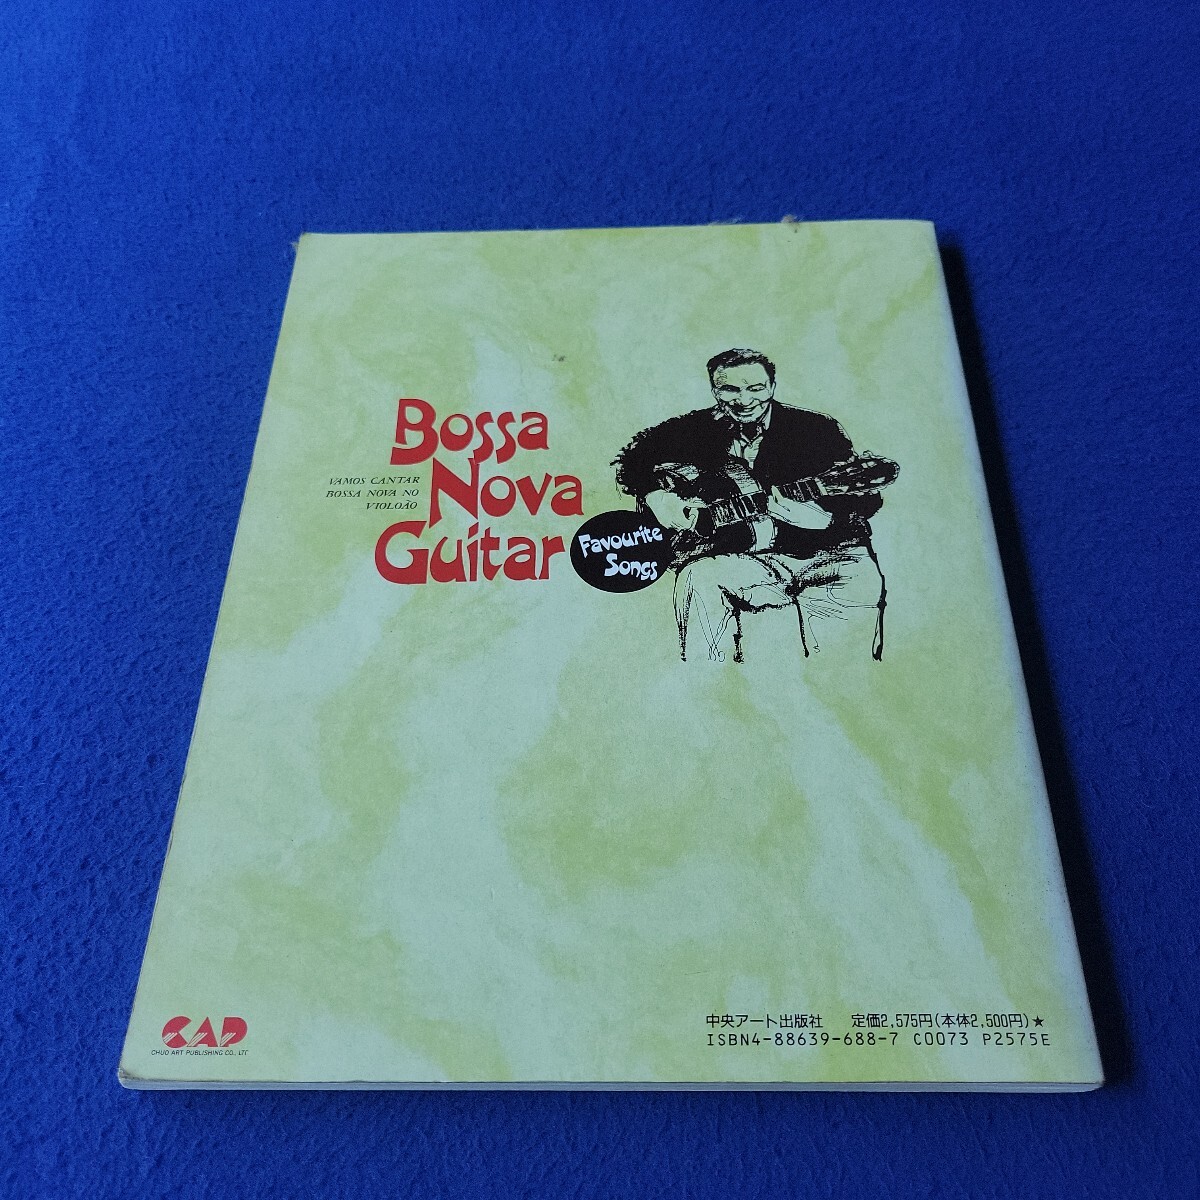 Bossa
Nova
Guitar
VAMOS CANTAR
BOSSA NOVA NO
VIOLOÃO
Favourite
Songs
CAP
CHUO ART PUBLISHING CO., LTD
中央アート出版社 定価2,575円(本体2,500円)★
ISBN4-88639-688-7 C0073 P2575E